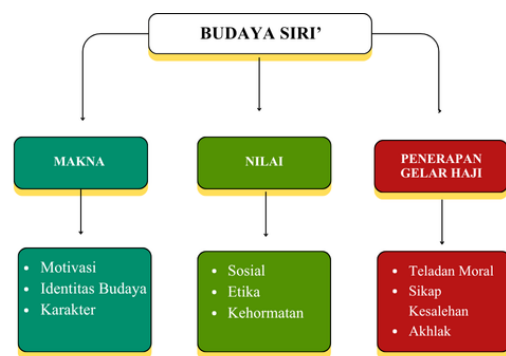 BUDAYA SIRI’
MAKNA
NILAI
PENERAPAN
GELAR HAJI
• Motivasi
• Identitas Budaya
• Karakter
• Sosial
• Etika
• Kehormatan
• Teladan Moral
• Sikap
Kesalehan
• Akhlak